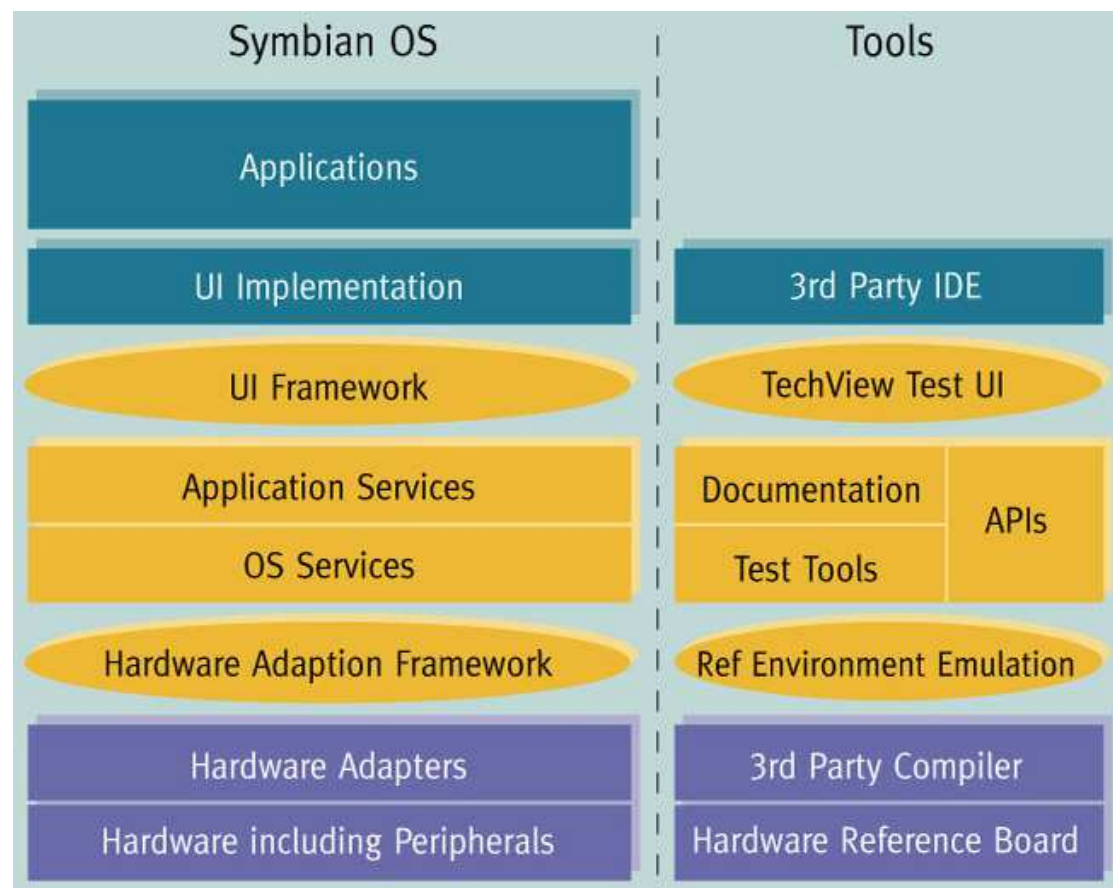 Symbian OS
Tools
Applications
UI Implementation
3rd Party IDE
UI Framework
TechView Test UI
Application Services
Documentation
APIs
OS Services
Test Tools
Hardware Adaption Framework
Ref Environment Emulation
Hardware Adapters
3rd Party Compiler
Hardware including Peripherals
Hardware Reference Board